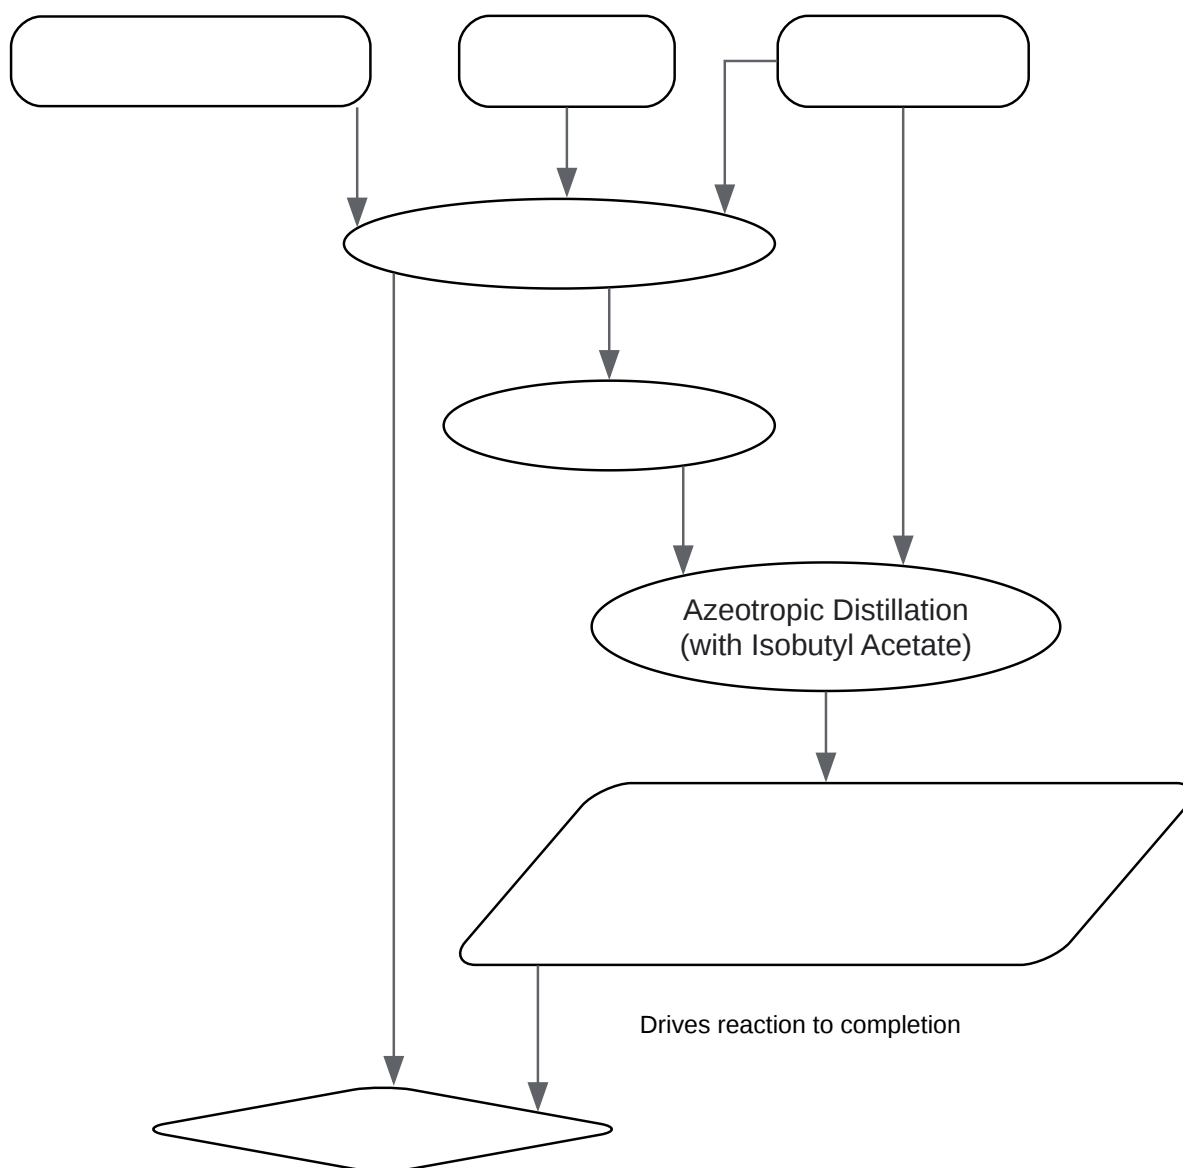 Azeotropic Distillation
(with Isobutyl Acetate)
Drives reaction to completion